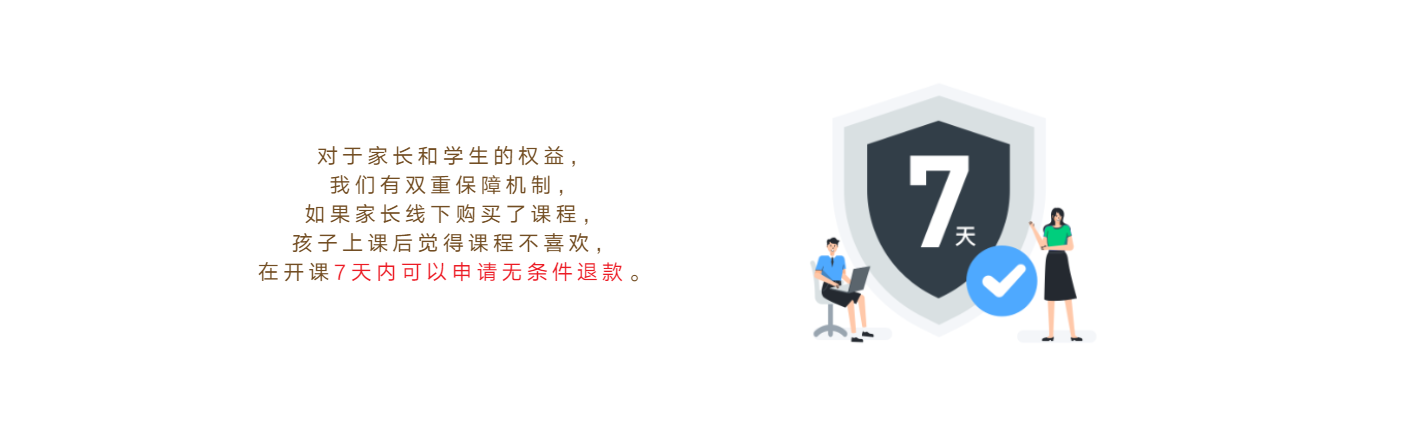 对于家长和学生的权益，
我们有双重保障机制，
如果家长线下购买了课程，
孩子上课后觉得课程不喜欢，
在开课7天内可以申请无条件退款。
7天